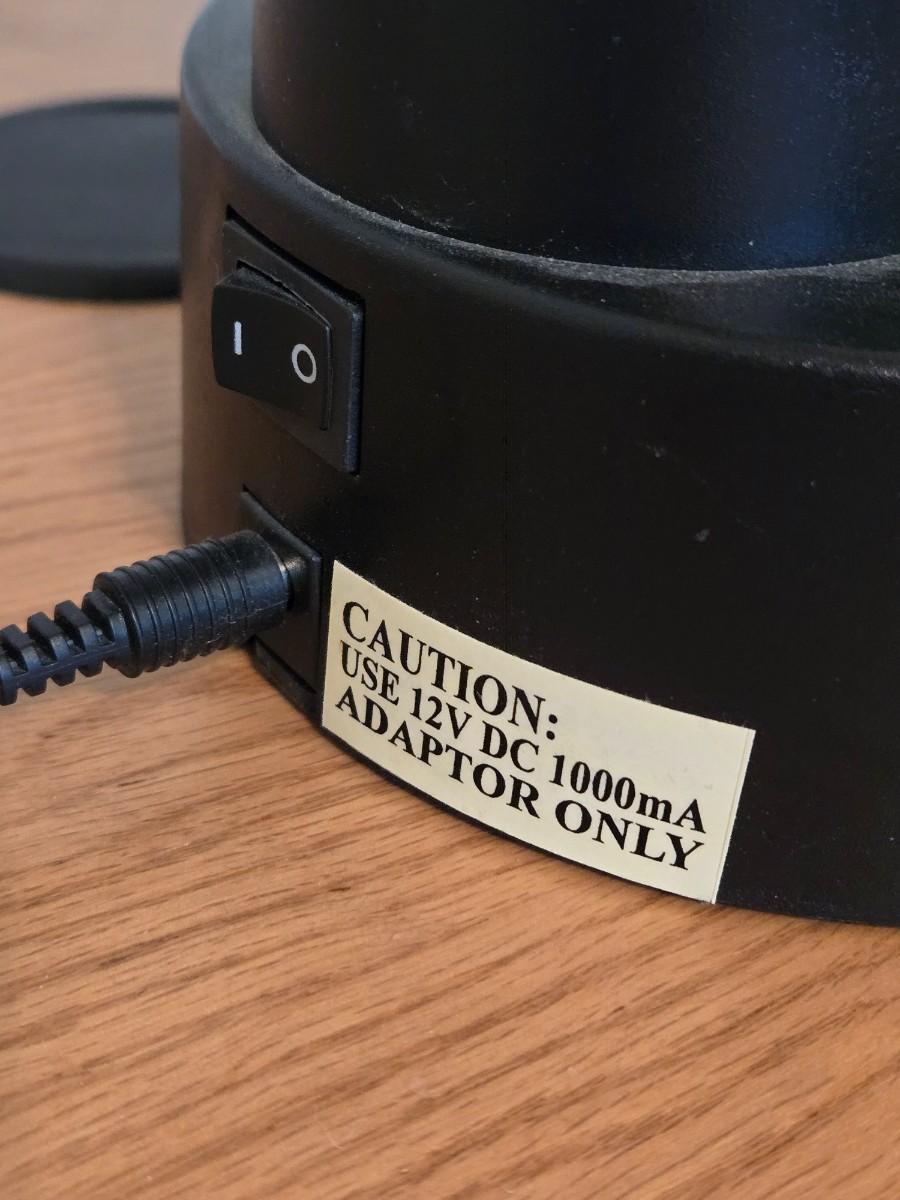 I O
CAUTION:
USE 12V DC 1000mA
ADAPTOR ONLY